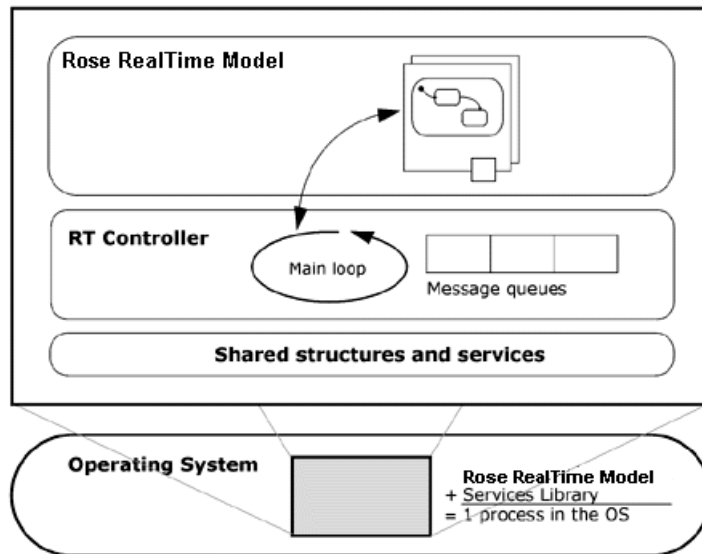 Rose RealTime Model
RT Controller
Main loop
Message queues
Shared structures and services
Operating System
Rose RealTime Model
+ Services Library
= 1 process in the OS